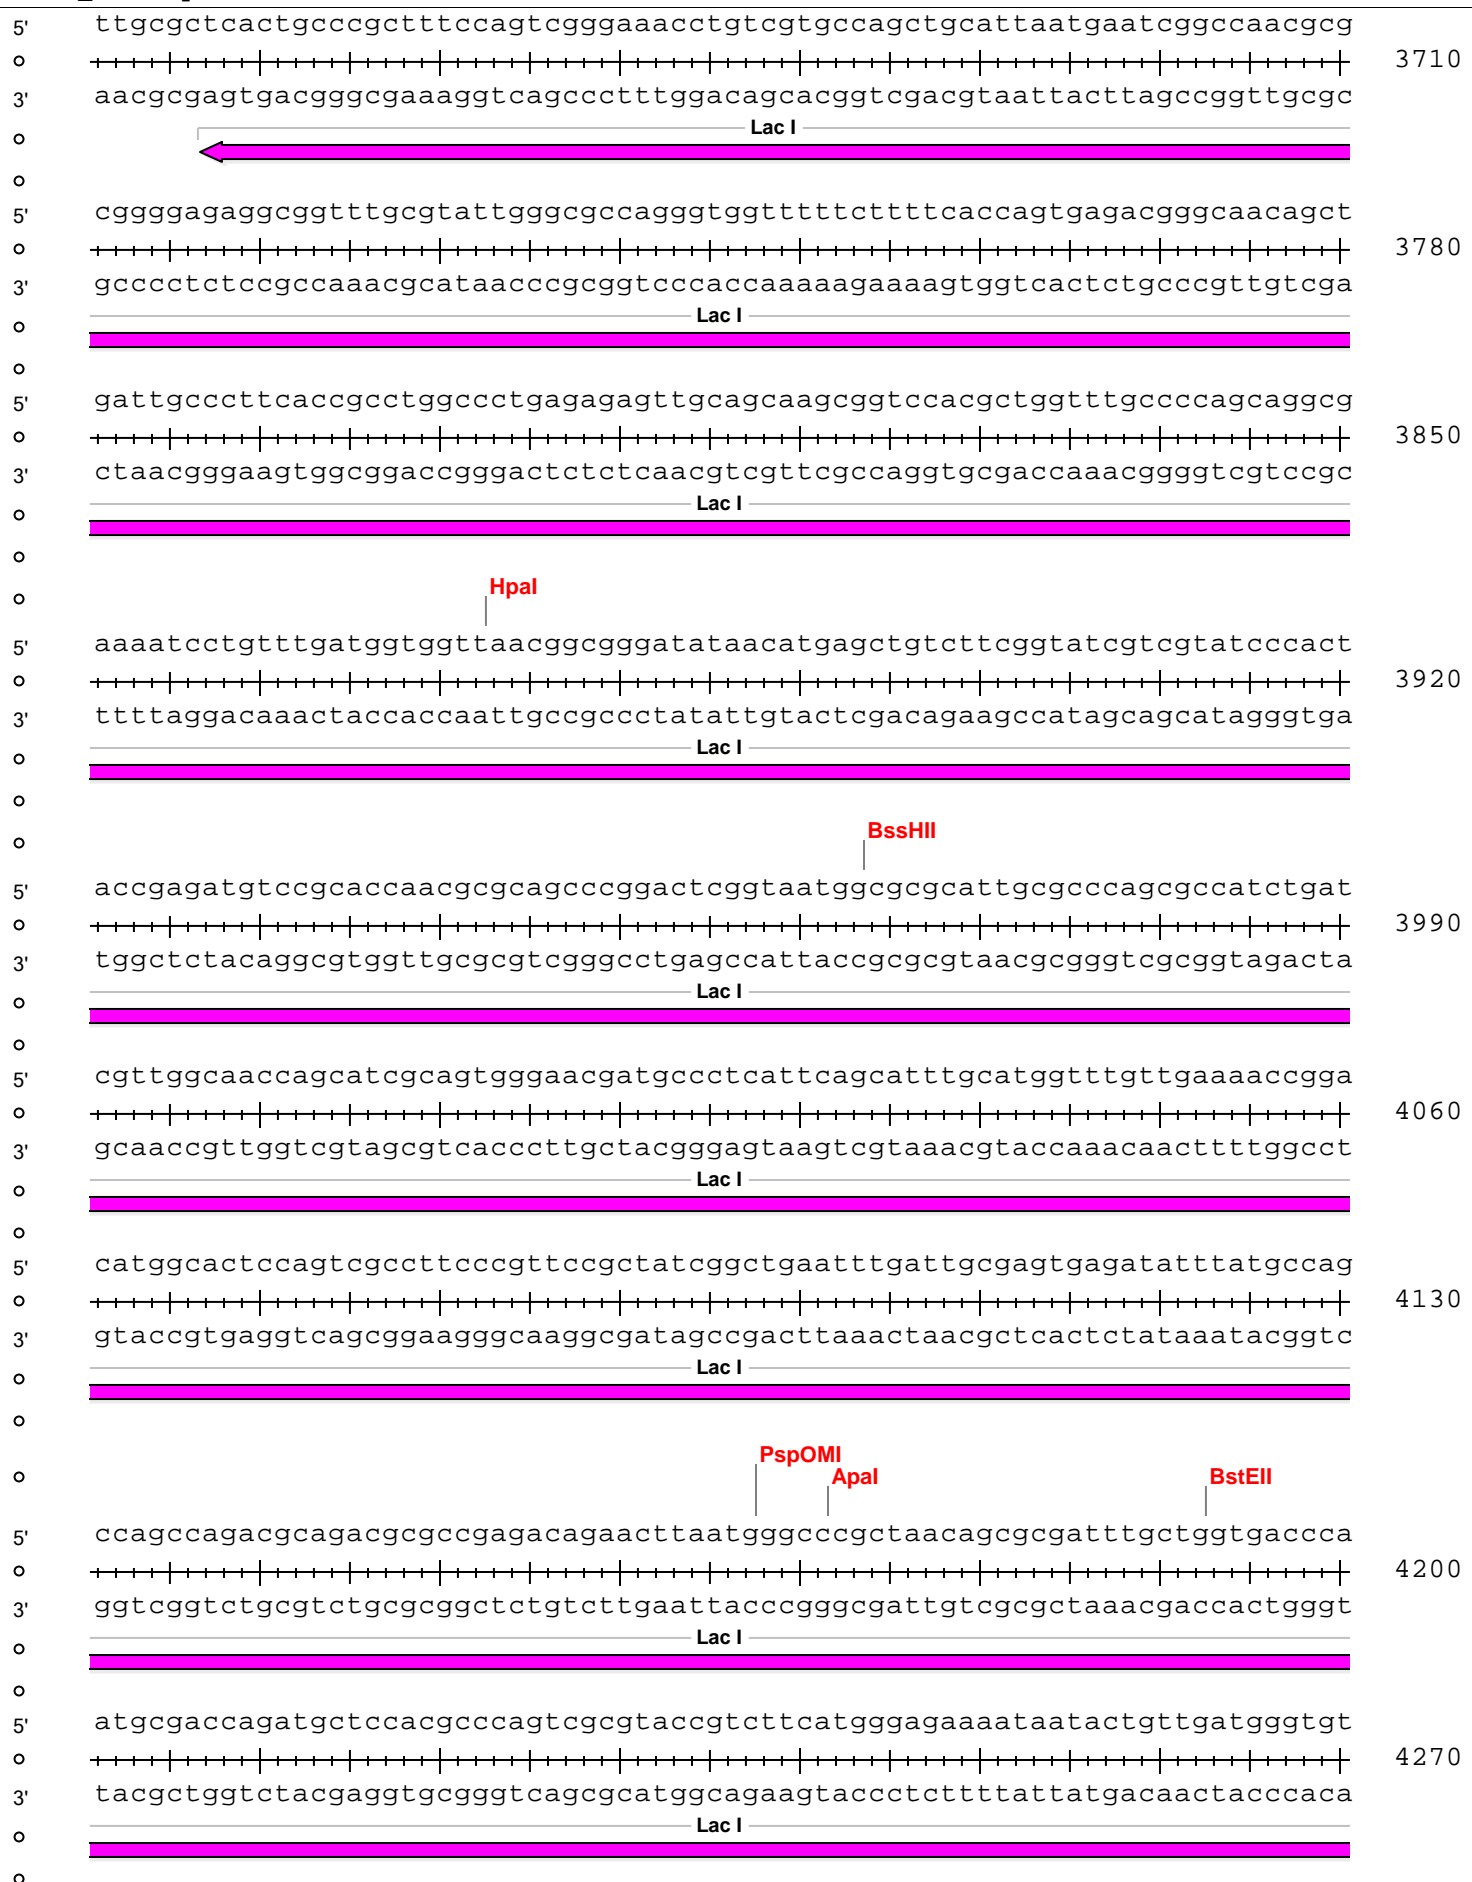 5' ttgcgctcactgcccgctttccagtcgggaaacctgtcgtgccagctgcattaatgaatcggccaacgcg
3710
3' aacgcgagtgacgggcgaaaggtcagccctttggacagcacggtcgacgtaattacttagccggttgcgc
Lac I
5' cggggagaggcggtttgcgtattgggcgccagggtggtttttcttttcaccagtgagacgggcaacagct
3780
3' gcccctctccgccaaacgcataacccgcggtcccaccaaaaagaaaagtggtcactctgcccgttgtcga
Lac I
5' gattgcccttcaccgcctggccctgagagagttgcagcaagcggtccacgctggtttgccccagcaggcg
3850
3' ctaacgggaagtggcggaccgggactctctcaacgtcgttcgccaggtgcgaccaaacggggtcgtccgc
Lac I
HpaI
5' aaaatcctgtttgatggtggttaacggcgggatataacatgagctgtcttcggtatcgtcgtatcccact
3920
3' ttttaggacaaactaccaccaattgccgccctatattgtactcgacagaagccatagcagcatagggtga
Lac I
BssHII
5' accgagatgtccgcaccaacgcgcagcccggactcggtaatggcgcgcattgcgcccagcgccatctgat
3990
3' tggctctacaggcgtggttgcgcgtcgggcctgagccattaccgcgcgtaacgcgggtcgcggtagacta
Lac I
5' cgttggcaaccagcatcgcagtgggaacgatgccctcattcagcatttgcatggtttgttgaaaaccgga
4060
3' gcaaccgttggtcgtagcgtcacccttgctacgggagtaagtcgtaaacgtaccaaacaacttttggcct
Lac I
5' catggcactccagtcgccttcccgttccgctatcggctgaatttgattgcgagtgagatatttatgccag
4130
3' gtaccgtgaggtcagcggaagggcaaggcgatagccgacttaaactaacgctcactctataaatacggtc
Lac I
PspOMI
ApaI BstEII
5' ccagccagacgcagacgcgccgagacagaacttaatgggcccgctaacagcgcgatttgctggtgaccca
4200
3' ggtcggtctgcgtctgcgcggctctgtcttgaattacccgggcgattgtcgcgctaaacgaccactgggt
Lac I
5' atgcgaccagatgctccacgcccagtcgcgtaccgtcttcatgggagaaaataatactgttgatgggtgt
4270
3' tacgctggtctacgaggtgcgggtcagcgcatggcagaagtaccctcttttattatgacaactacccaca
Lac I